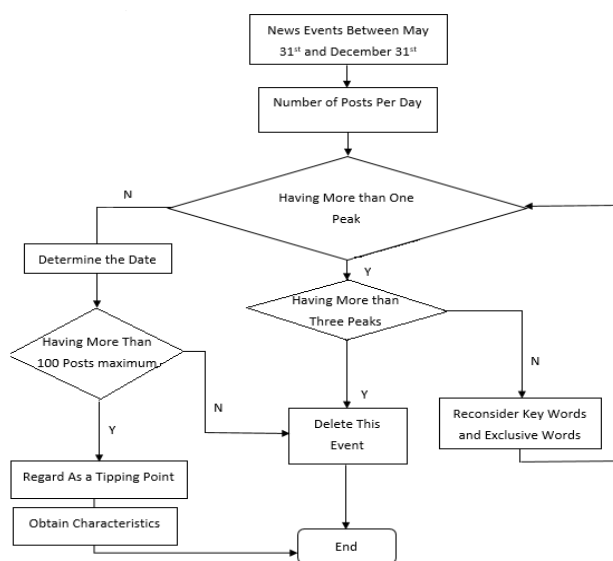 News Events Between May
31st and December 31st
Number of Posts Per Day
Having More than One
Peak
N
Y
Determine the Date
Having More than
Three Peaks
Having More Than
100 Posts maximum
N
Y
N
Y
Delete This
Event
Reconsider Key Words
and Exclusive Words
Regard As a Tipping Point
Obtain Characteristics
End